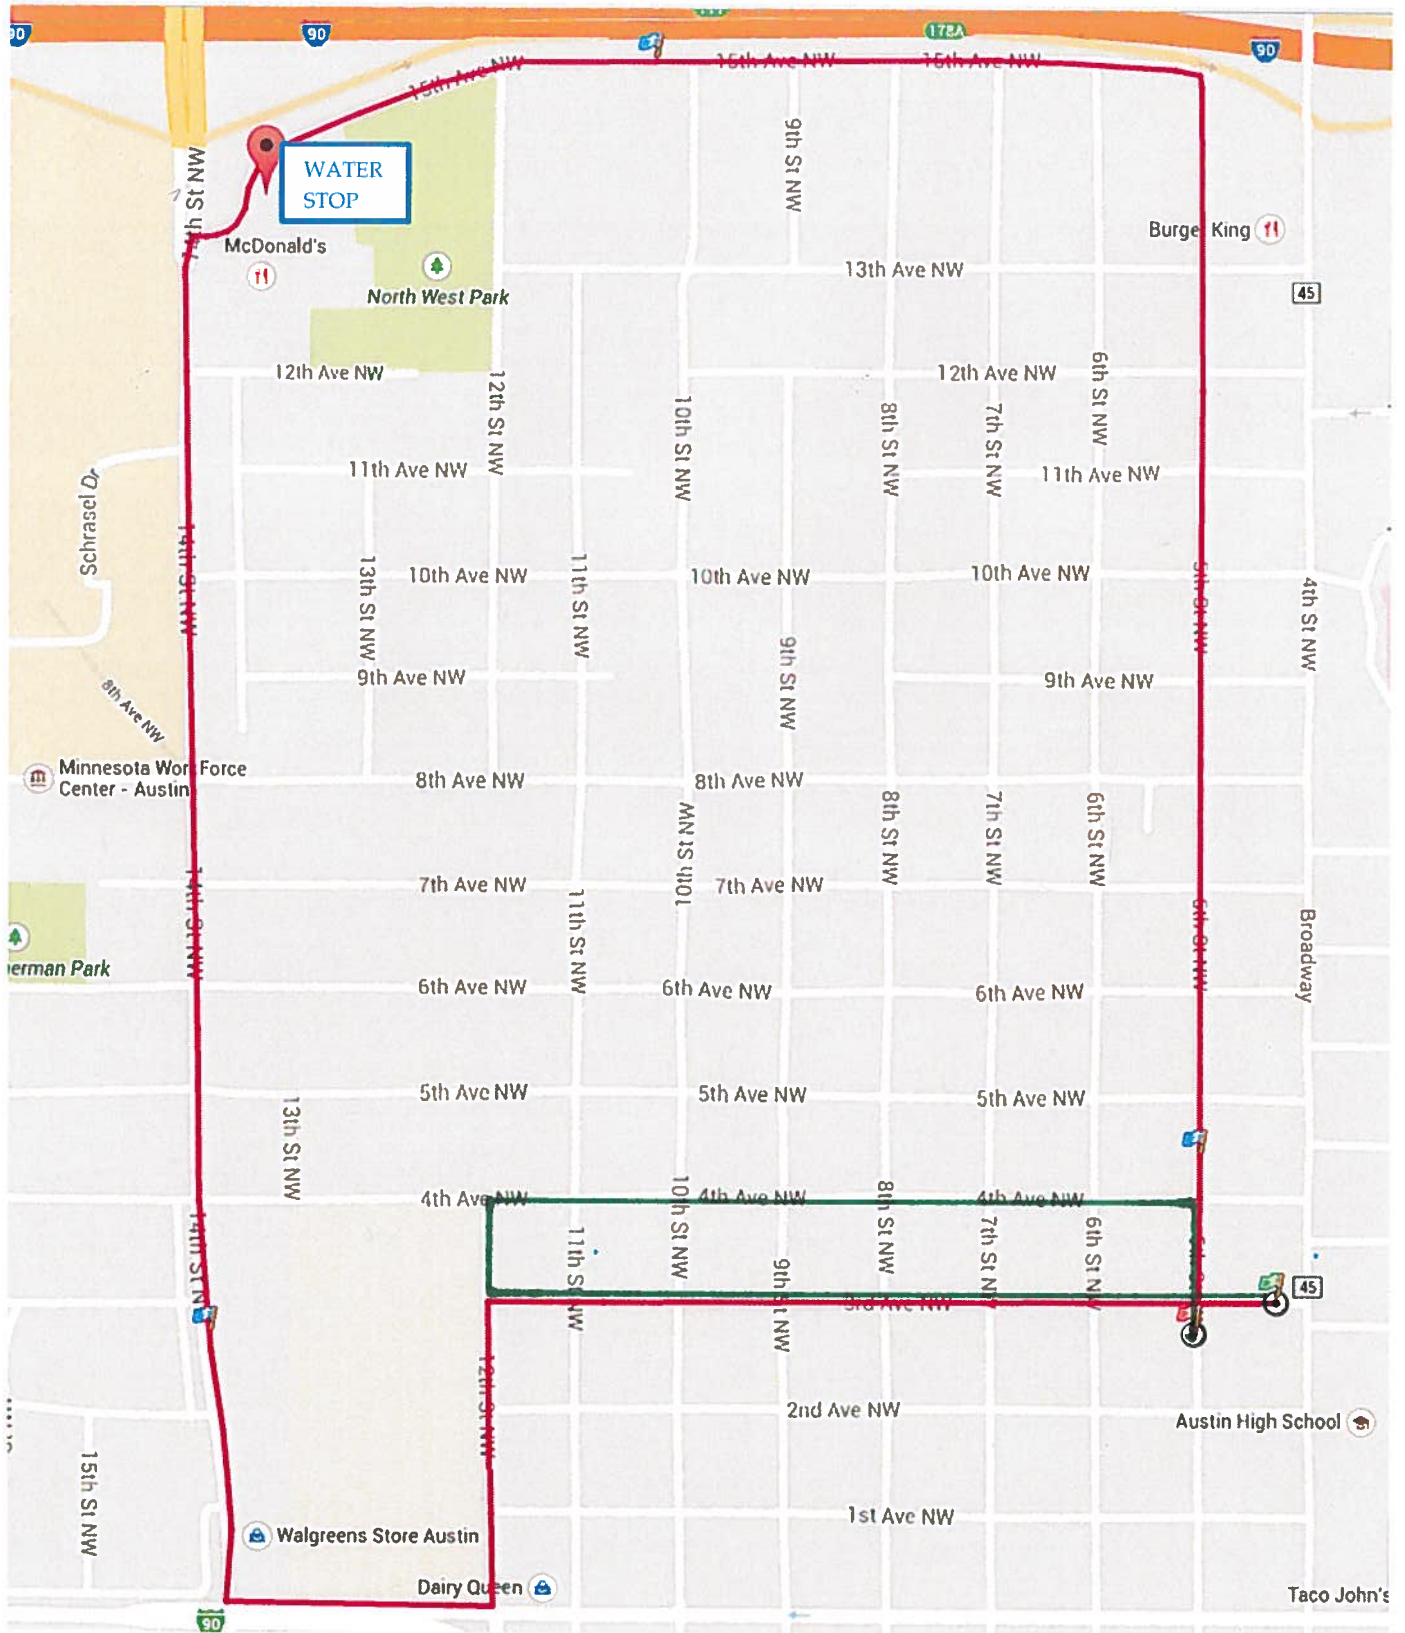 90
90
178A
90
15th Ave NW
15th Ave NW
15th Ave NW
WATER
STOP
14th St NW
9th St NW
McDonald's
Burger King
North West Park
13th Ave NW
45
12th Ave NW
12th Ave NW
12th St NW
10th St NW
8th St NW
7th St NW
6th St NW
11th Ave NW
11th Ave NW
Schrasel Dr
14th St NW
13th St NW
10th Ave NW
11th St NW
10th Ave NW
10th Ave NW
5th St NW
4th St NW
9th Ave NW
9th St NW
9th Ave NW
8th Ave NW
Minnesota WorkForce
Center - Austin
8th Ave NW
8th Ave NW
10th St NW
8th St NW
7th St NW
6th St NW
7th Ave NW
7th Ave NW
14th St NW
11th St NW
5th St NW
Broadway
erman Park
6th Ave NW
6th Ave NW
6th Ave NW
5th Ave NW
5th Ave NW
5th Ave NW
13th St NW
4th Ave NW
4th Ave NW
4th Ave NW
14th St N
11th St NW
10th St NW
9th St NW
8th St NW
7th St NW
6th St NW
3rd Ave NW
45
12th St NW
2nd Ave NW
Austin High School
15th St NW
1st Ave NW
Walgreens Store Austin
Dairy Queen
Taco John's
90